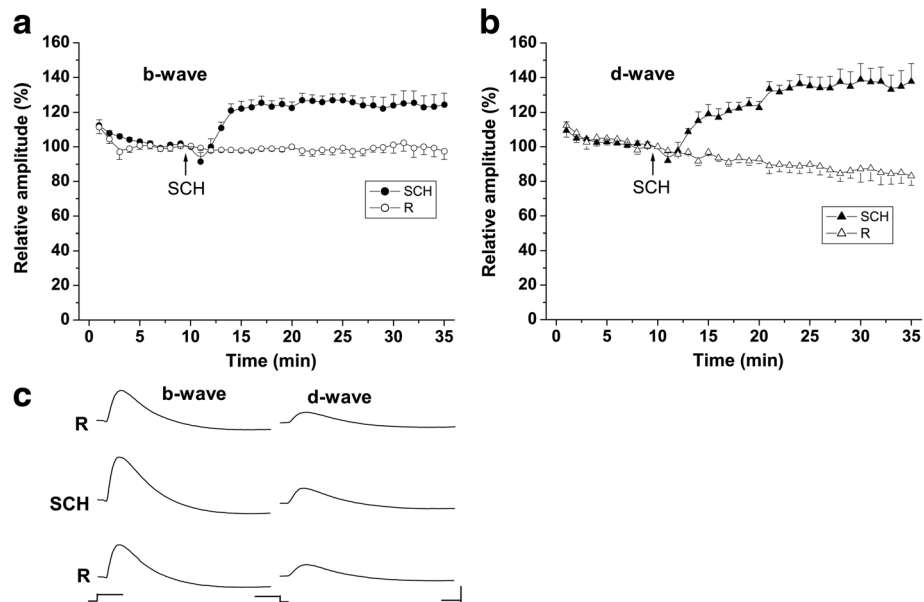 a
160
140
120
100
80
60
40
20
0
Relative amplitude (%)
b-wave
SCH
SCH
R
0 5 10 15 20 25 30 35
Time (min)
b
160
140
120
100
80
60
40
20
0
Relative amplitude (%)
d-wave
SCH
SCH
R
0 5 10 15 20 25 30 35
Time (min)
c
b-wave d-wave
R
SCH
R